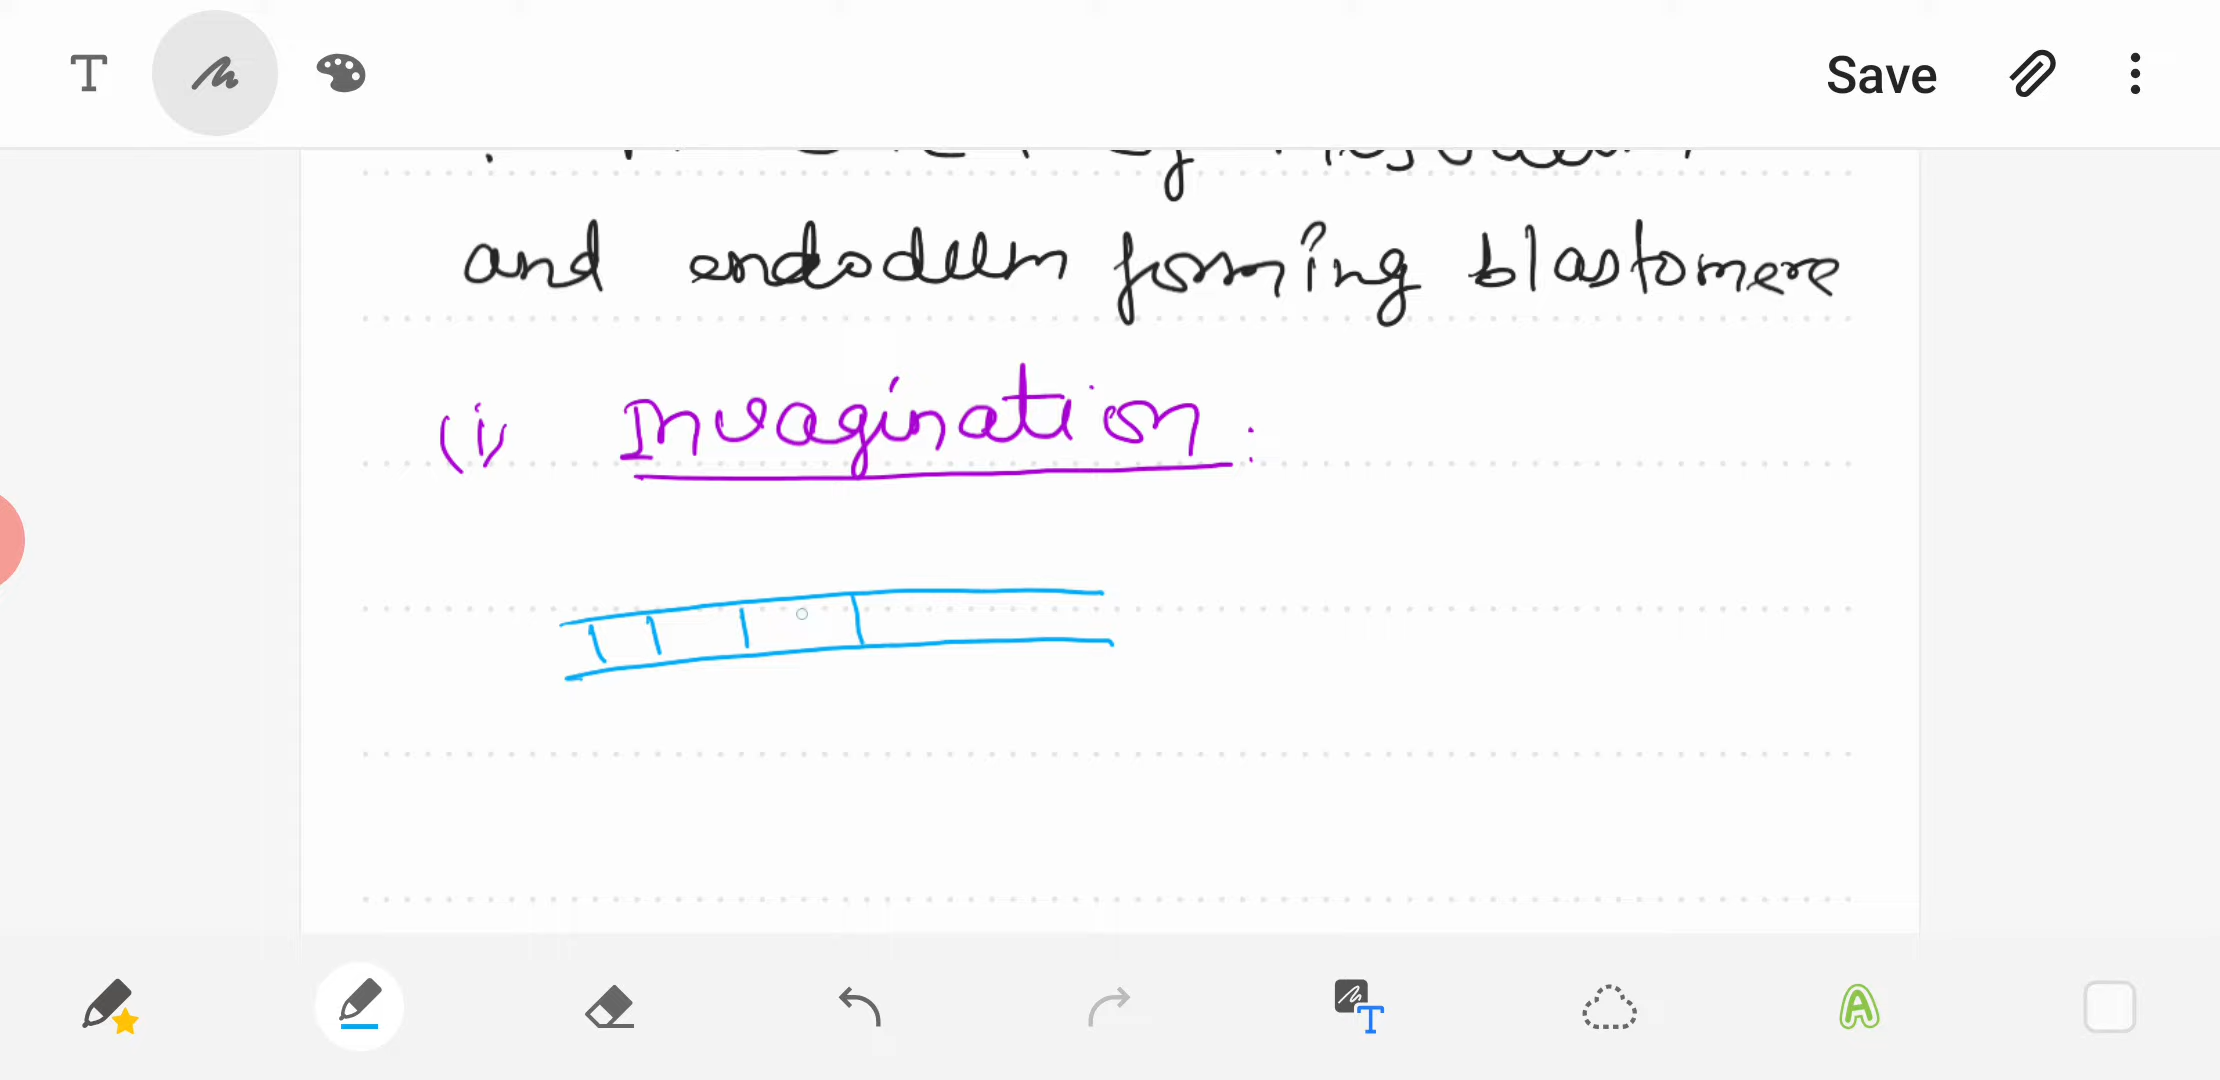 Save
and endoderm forming blastomere
(i) Invagination :